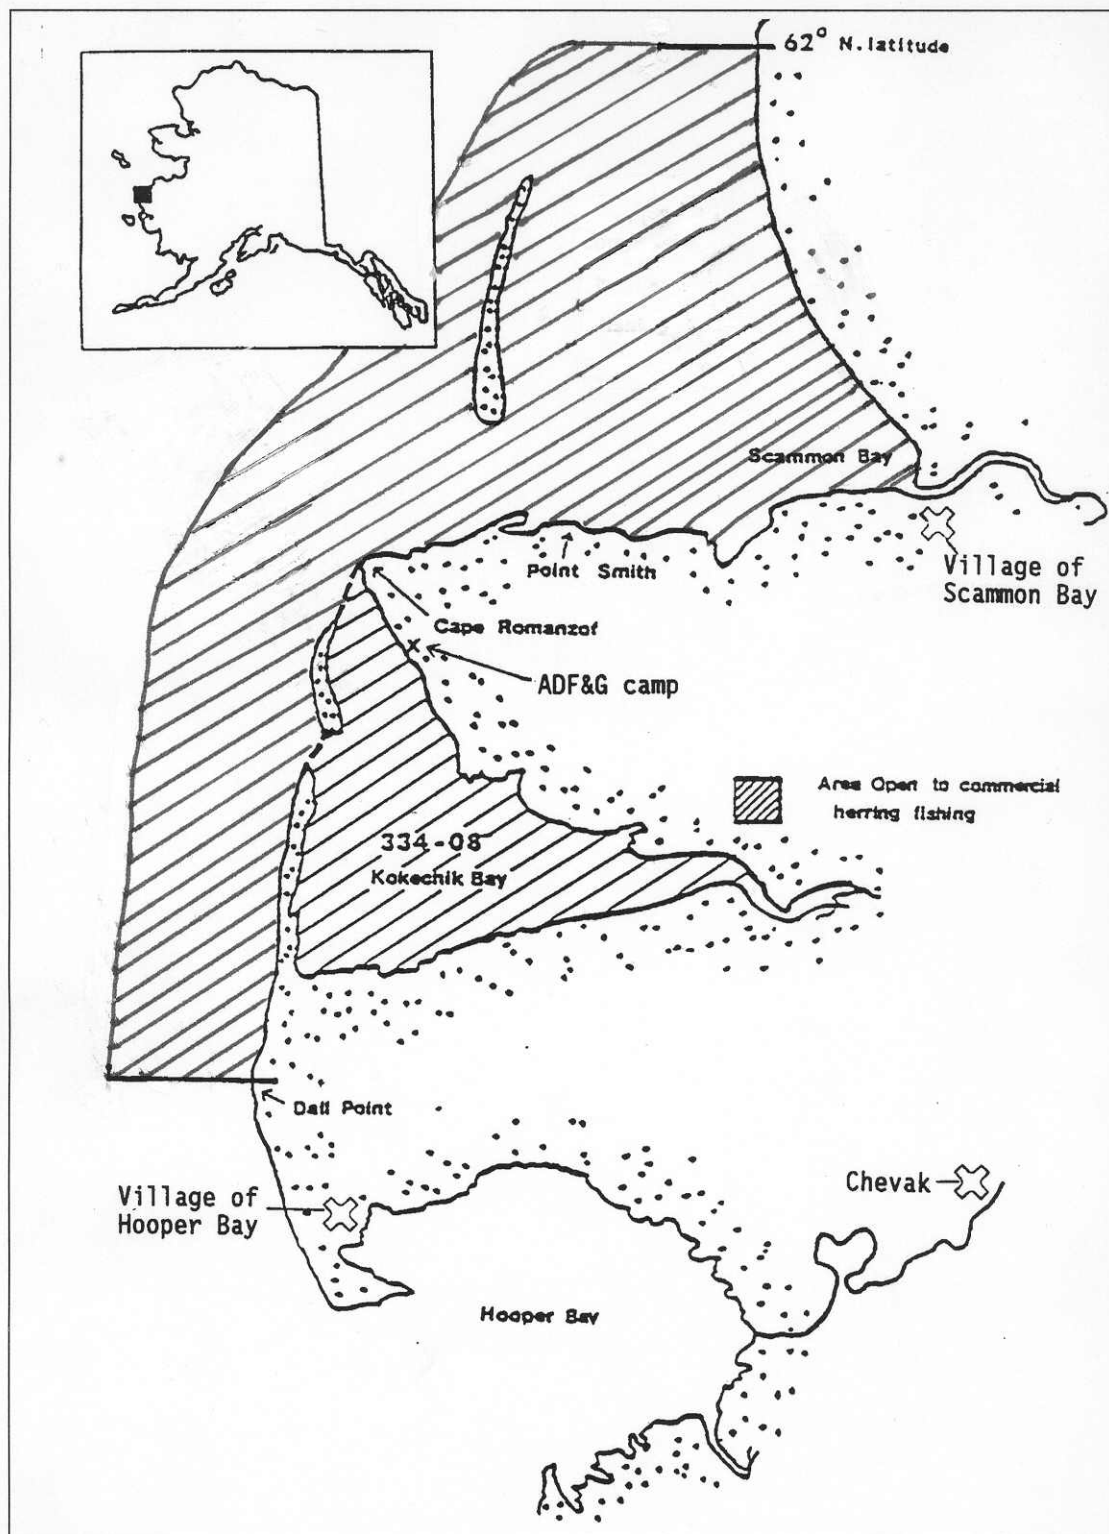 62° N. latitude
Scammon Bay
Point Smith
Village of
Scammon Bay
Cape Romanzof
ADF&G camp
Area Open to commercial
herring fishing
334-08
Kokechik Bay
Dall Point
Village of
Hooper Bay
Chevak
Hooper Bay